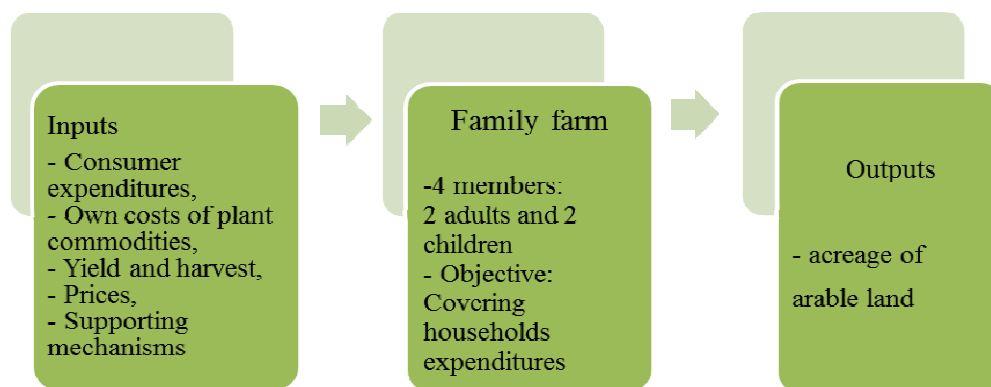 Inputs
- Consumer
expenditures,
- Own costs of plant
commodities,
- Yield and harvest,
- Prices,
- Supporting
mechanisms
Family farm
-4 members:
2 adults and 2
children
- Objective:
Covering
households
expenditures
Outputs
- acreage of
arable land